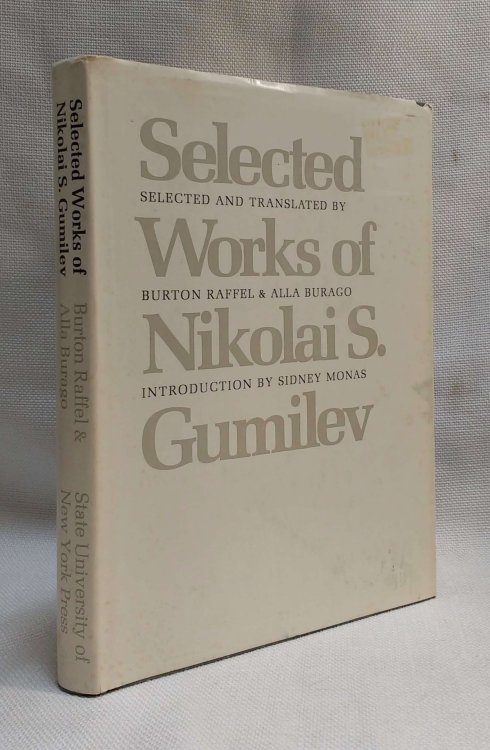 Selected
SELECTED AND TRANSLATED BY
Works of
BURTON RAFFEL & ALLA BURAGO
Nikolai S.
INTRODUCTION BY SIDNEY MONAS
Gumilev
Selected Works of
Nikolai S. Gumilev
Burton Raffel &
Alla Burago
State University of
New York Press